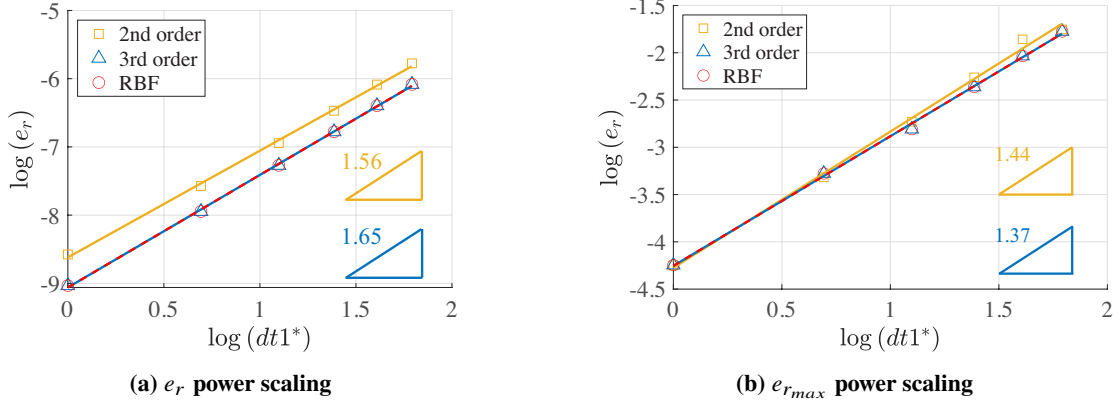 -5
-6
-7
-8
-9
log (e_r)
2nd order
3rd order
RBF
1.56
1.65
0
0.5
1
1.5
2
log (dt1*)
(a) e_r power scaling
-1.5
-2
-2.5
-3
-3.5
-4
-4.5
log (e_r)
2nd order
3rd order
RBF
1.44
1.37
0
0.5
1
1.5
2
log (dt1*)
(b) e_{r_{max}} power scaling